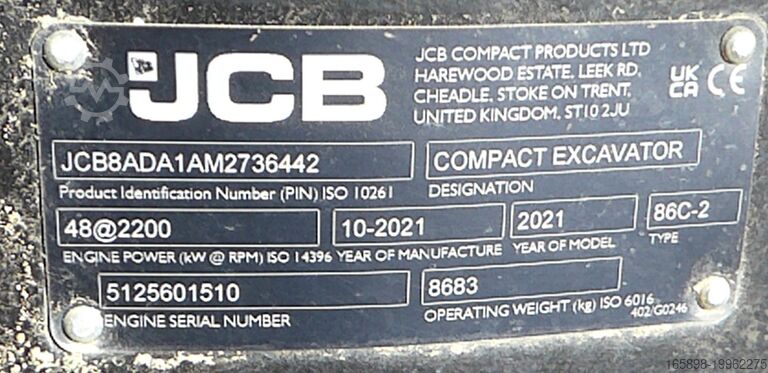 JCB
JCB COMPACT PRODUCTS LTD
HAREWOOD ESTATE, LEEK RD,
CHEADLE, STOKE ON TRENT,
UNITED KINGDOM, ST10 2JU
UK
CA CE
JCB8ADA1AM2736442 COMPACT EXCAVATOR
Product Identification Number (PIN) ISO 10261 DESIGNATION
48@2200 10-2021 2021 86C-2
ENGINE POWER (kW @ RPM) ISO 14396 YEAR OF MANUFACTURE YEAR OF MODEL TYPE
5125601510 8683
ENGINE SERIAL NUMBER OPERATING WEIGHT (kg) ISO 6016
402/G0246
165898-19962275